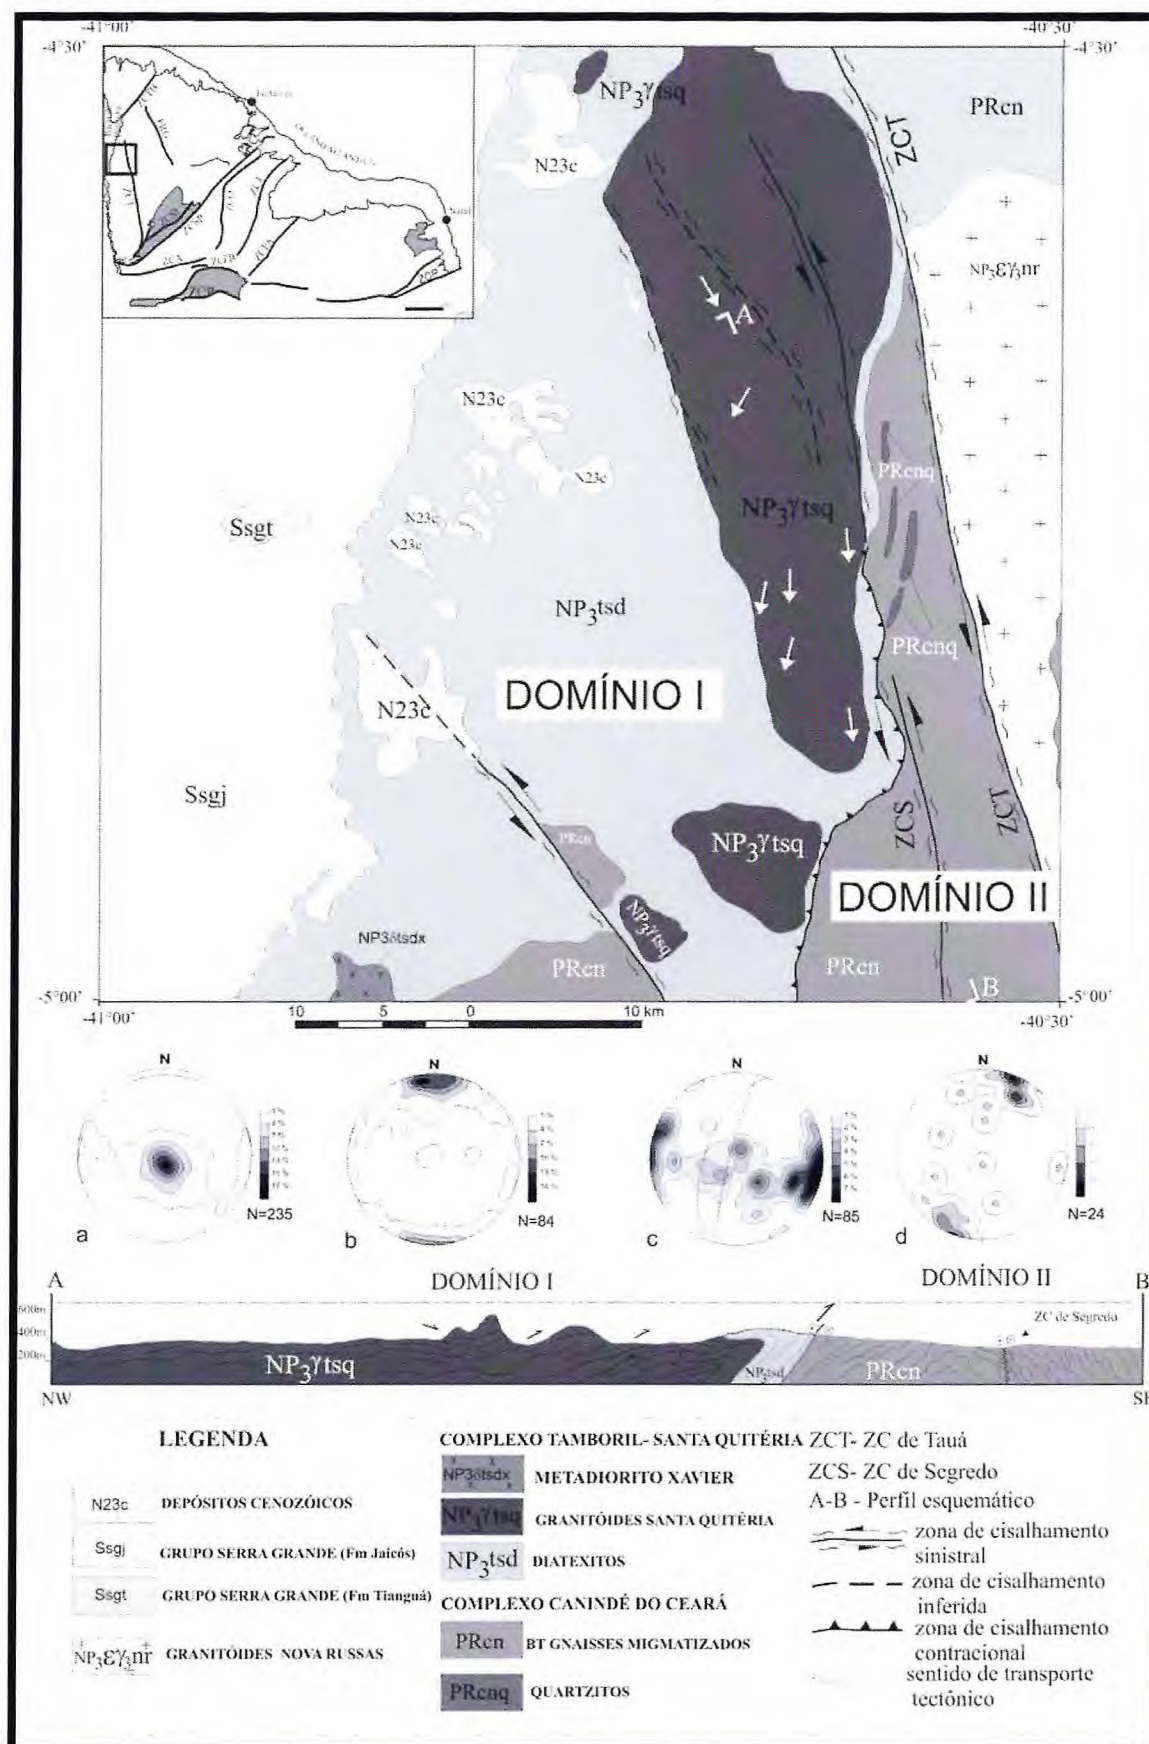 -41°00'
-40°30'
-4°30'
-4°30'
ZCT
PRcn
NP3γtsq
N23c
NP3εγ3nr
A
N23c
N23c
PRcnq
Ssgt
N23c
N23c
NP3γtsq
NP3tsd
PRcnq
DOMÍNIO I
N23c
Ssgj
ZCS
ZCT
PRcn
NP3γtsq
DOMÍNIO II
NP3γtsq
NP3δtsdx
PRcn
PRcn
B
-5°00'
-5°00'
-41°00'
10 5 0 10 km
-40°30'
N
N
N
N
N=235
N=84
N=85
N=24
a
b
c
d
A
DOMÍNIO I
DOMÍNIO II
B
600m
400m
200m
ZC de Segredo
NP3γtsq
NP3tsd
PRcn
NW
LEGENDA
N23c DEPÓSITOS CENOZÓICOS
Ssgj GRUPO SERRA GRANDE (Fm Jaicós)
Ssgt GRUPO SERRA GRANDE (Fm Tianguá)
NP3εγ3nr GRANITÓIDES NOVA RUSSAS
COMPLEXO TAMBORIL- SANTA QUITÉRIA
NP3δtsdx METADIORITO XAVIER
NP3γtsq GRANITÓIDES SANTA QUITÉRIA
NP3tsd DIATEXITOS
COMPLEXO CANINDÉ DO CEARÁ
PRcn BT GNAISSES MIGMATIZADOS
PRcnq QUARTZITOS
ZCT- ZC de Tauá
ZCS- ZC de Segredo
A-B - Perfil esquemático
zona de cisalhamento
sinistral
zona de cisalhamento
inferida
zona de cisalhamento
contracional
sentido de transporte
tectônico